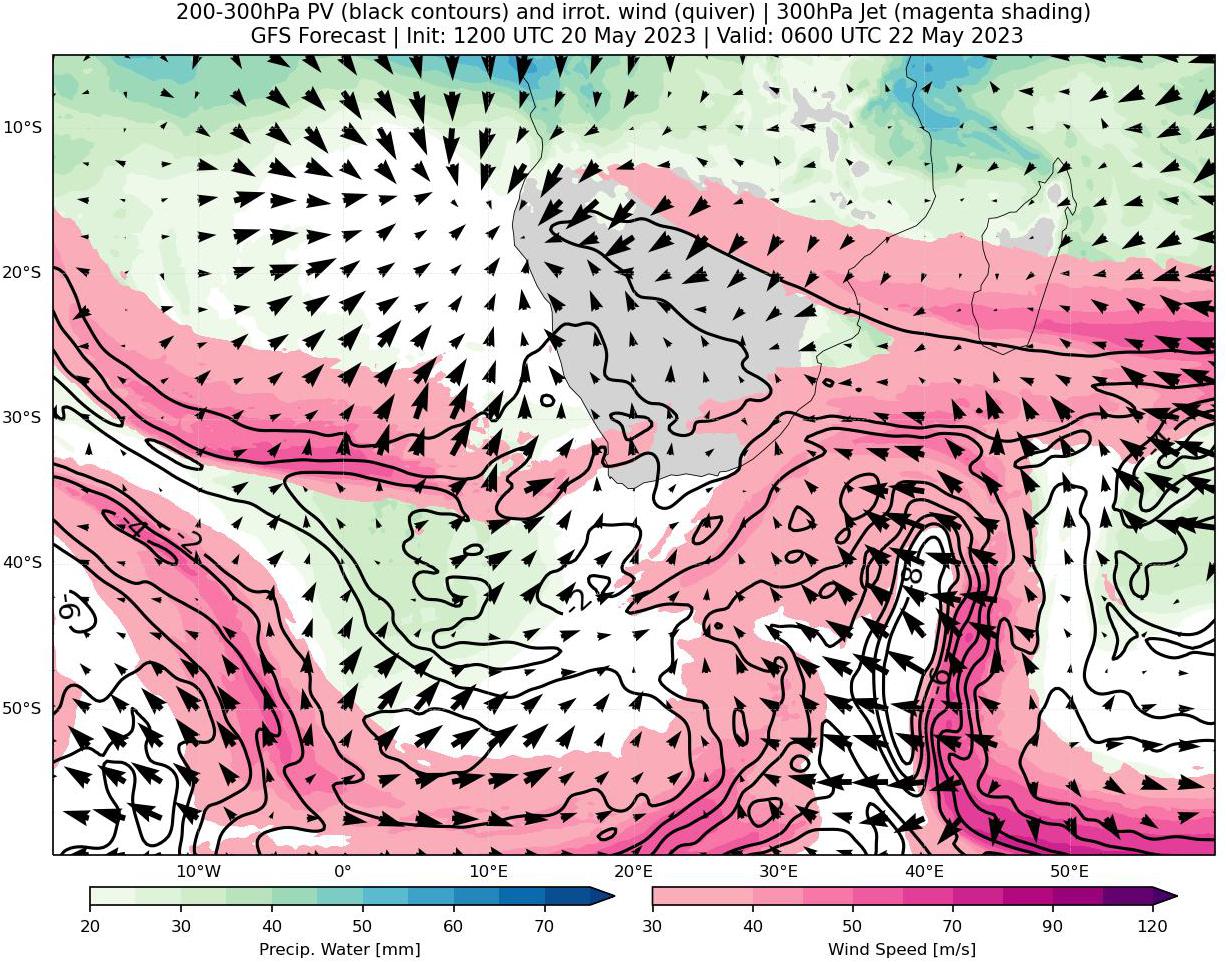 200-300hPa PV (black contours) and irrot. wind (quiver) | 300hPa Jet (magenta shading)
GFS Forecast | Init: 1200 UTC 20 May 2023 | Valid: 0600 UTC 22 May 2023
10°S
20°S
30°S
40°S
50°S
-4
-2
-2
-8
-6
-6
10°W 0° 10°E 20°E 30°E 40°E 50°E
20 30 40 50 60 70
Precip. Water [mm]
30 40 50 70 90 120
Wind Speed [m/s]